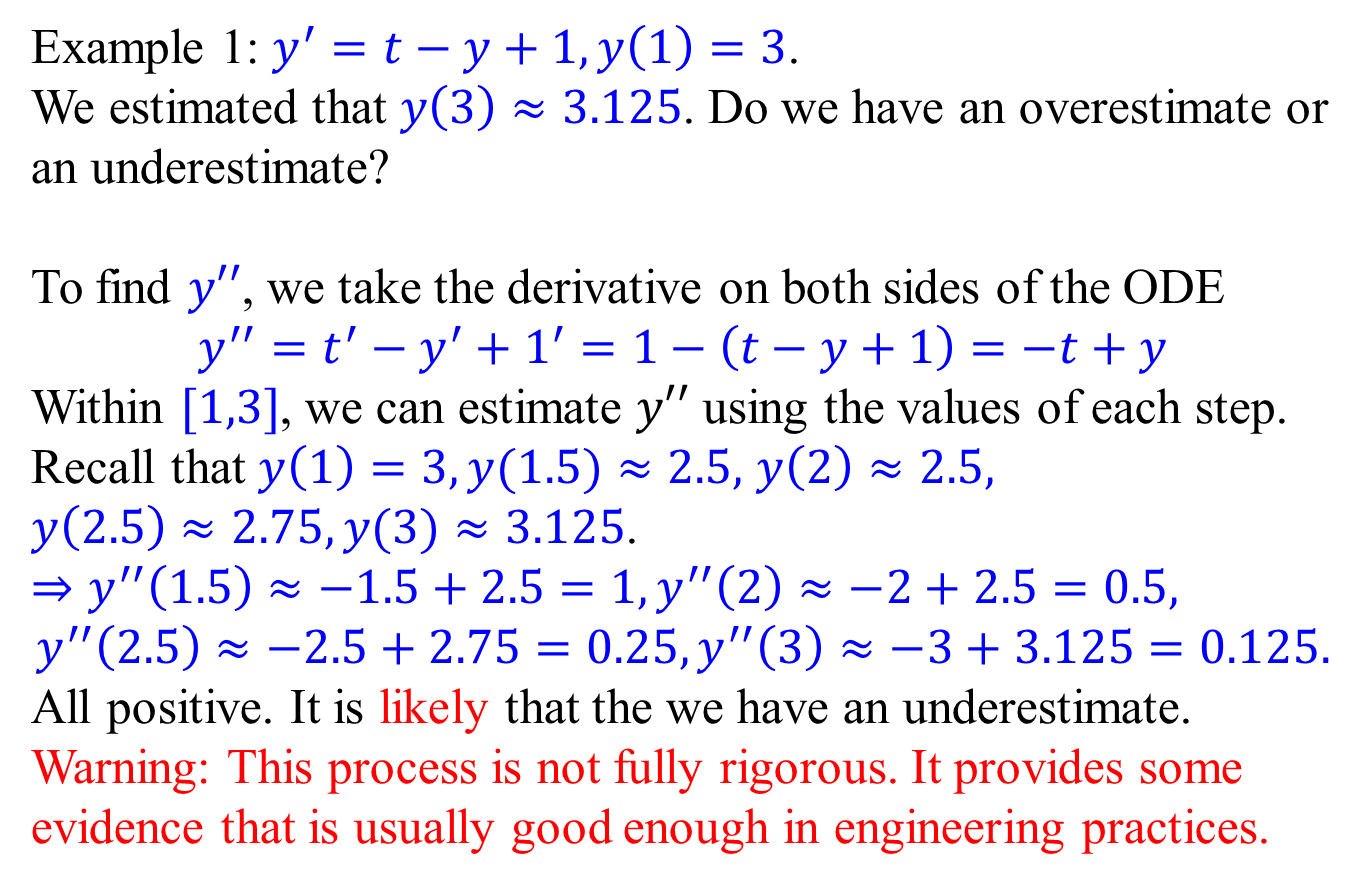 Example 1: y′ = t − y + 1, y(1) = 3.
We estimated that y(3) ≈ 3.125. Do we have an overestimate or
an underestimate?
To find y′′, we take the derivative on both sides of the ODE
y′′ = t′ − y′ + 1′ = 1 − (t − y + 1) = −t + y
Within [1,3], we can estimate y′′ using the values of each step.
Recall that y(1) = 3, y(1.5) ≈ 2.5, y(2) ≈ 2.5,
y(2.5) ≈ 2.75, y(3) ≈ 3.125.
⇒ y′′(1.5) ≈ −1.5 + 2.5 = 1, y′′(2) ≈ −2 + 2.5 = 0.5,
y′′(2.5) ≈ −2.5 + 2.75 = 0.25, y′′(3) ≈ −3 + 3.125 = 0.125.
All positive. It is likely that the we have an underestimate.
Warning: This process is not fully rigorous. It provides some
evidence that is usually good enough in engineering practices.